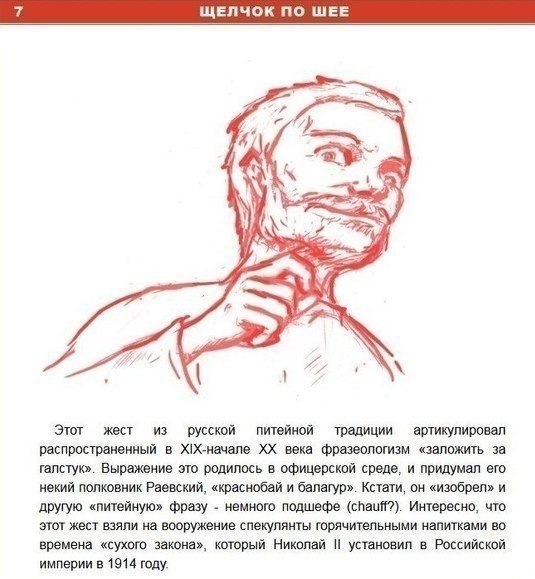 7
ЩЕЛЧОК ПО ШЕЕ
Этот жест из русской питейной традиции артикулировал
распространенный в XIX-начале XX века фразеологизм «заложить за
галстук». Выражение это родилось в офицерской среде, и придумал его
некий полковник Раевский, «краснобай и балагур». Кстати, он «изобрел» и
другую «питейную» фразу - немного подшефе (chauff?). Интересно, что
этот жест взяли на вооружение спекулянты горячительными напитками во
времена «сухого закона», который Николай II установил в Российской
империи в 1914 году.